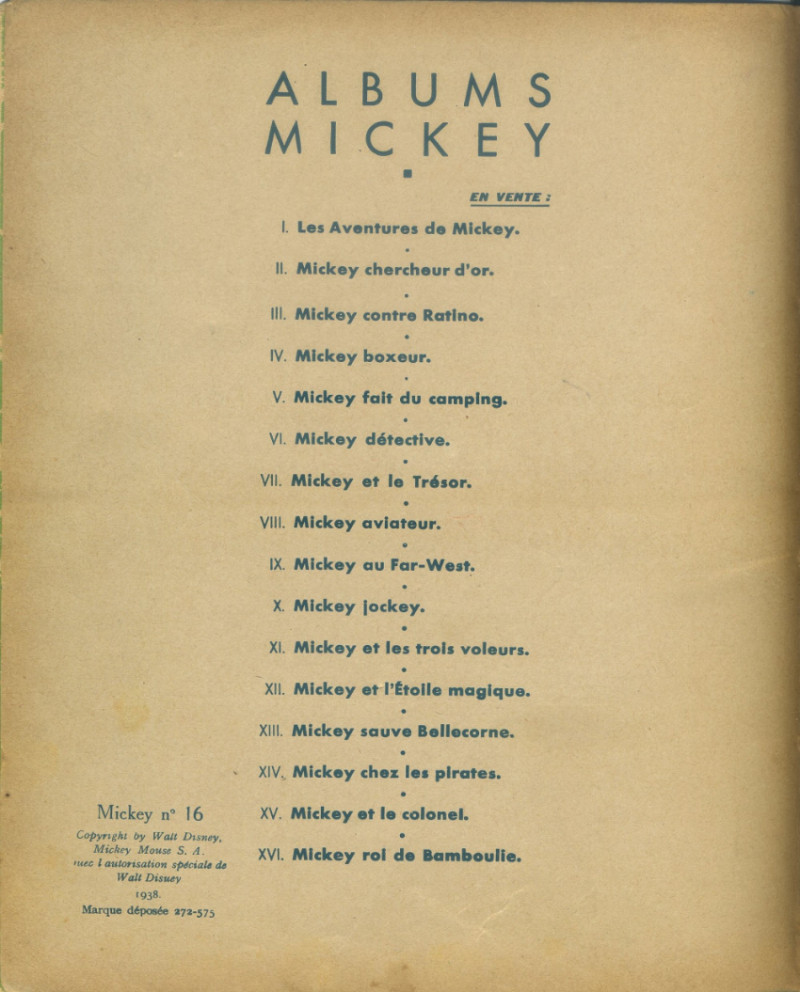 ALBUMS
MICKEY
EN VENTE :
I. Les Aventures de Mickey.
II. Mickey chercheur d'or.
III. Mickey contre Ratino.
IV. Mickey boxeur.
V. Mickey fait du camping.
VI. Mickey détective.
VII. Mickey et le Trésor.
VIII. Mickey aviateur.
IX. Mickey au Far-West.
X. Mickey jockey.
XI. Mickey et les trois voleurs.
XII. Mickey et l'Étoile magique.
XIII. Mickey sauve Bellecorne.
XIV. Mickey chez les pirates.
XV. Mickey et le colonel.
XVI. Mickey roi de Bamboulie.
Mickey n° 16
Copyright by Walt Disney,
Mickey Mouse S. A.
avec l'autorisation spéciale de
Walt Disney
1938.
Marque déposée 272-575